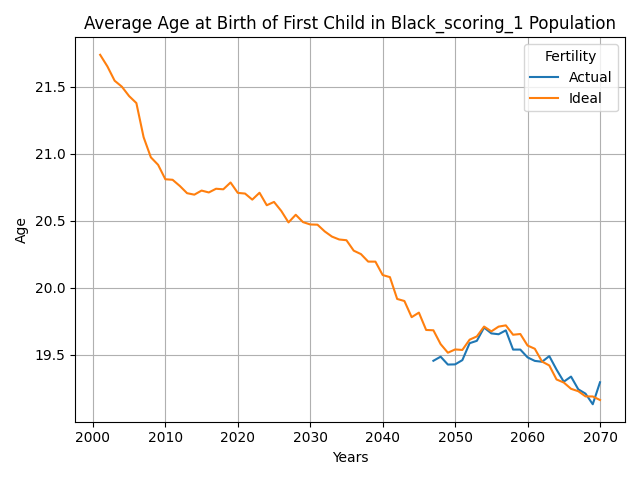 Average Age at Birth of First Child in Black_scoring_1 Population
Fertility
Actual
Ideal
21.5
21.0
20.5
20.0
19.5
Age
2000 2010 2020 2030 2040 2050 2060 2070
Years